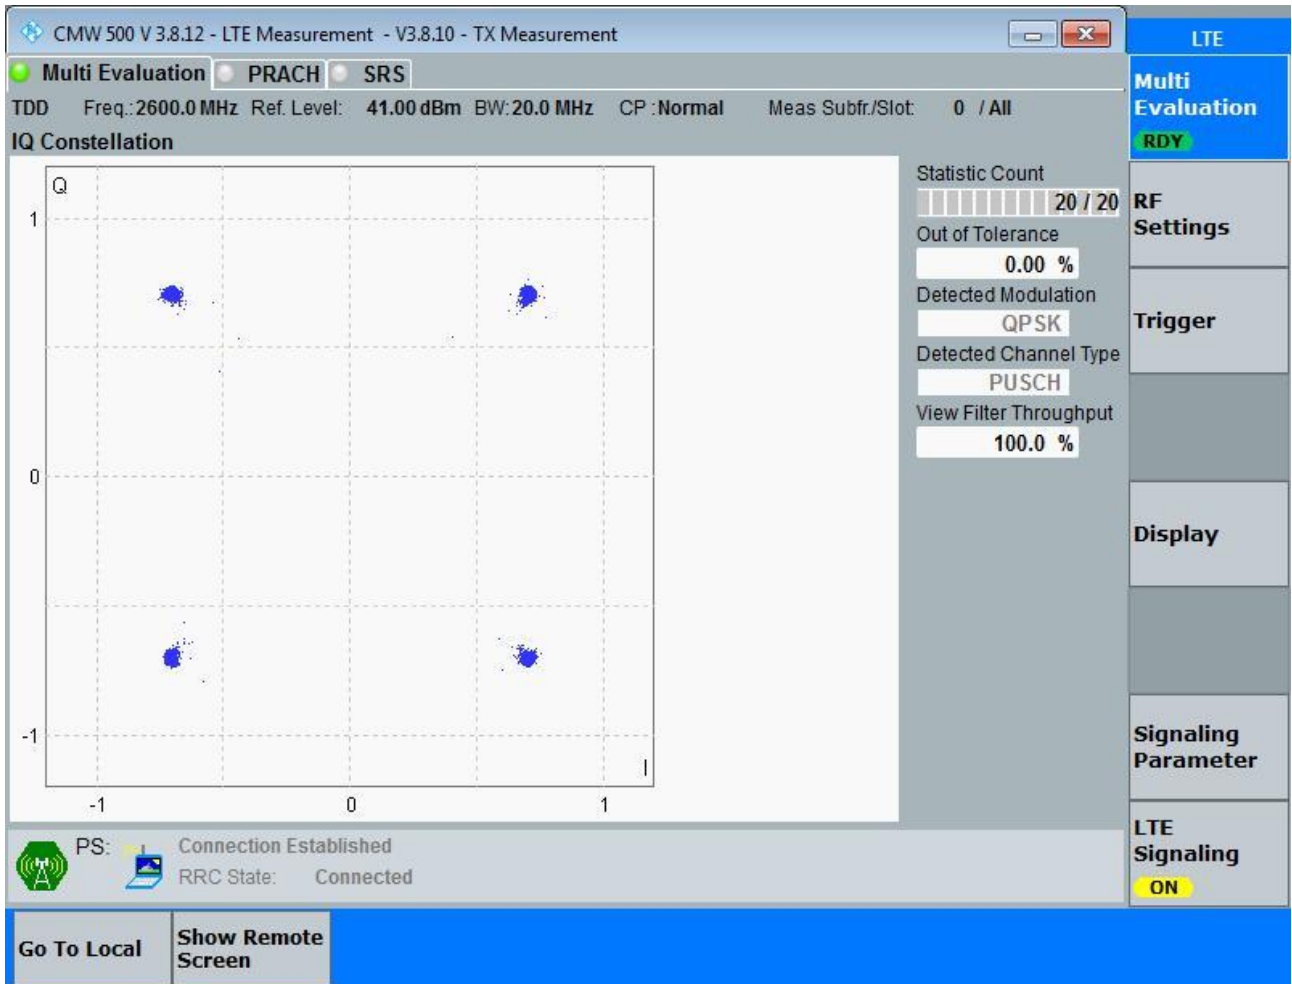 CMW 500 V 3.8.12 - LTE Measurement - V3.8.10 - TX Measurement
LTE
Multi Evaluation PRACH SRS
TDD Freq.: 2600.0 MHz Ref. Level: 41.00 dBm BW: 20.0 MHz CP : Normal Meas Subfr./Slot: 0 / All
IQ Constellation
Q
1
0
-1
-1 0 1
I
Statistic Count
20 / 20
Out of Tolerance
0.00 %
Detected Modulation
QPSK
Detected Channel Type
PUSCH
View Filter Throughput
100.0 %
Multi
Evaluation
RDY
RF
Settings
Trigger
Display
Signaling
Parameter
LTE
Signaling
ON
PS: Connection Established
RRC State: Connected
Go To Local
Show Remote
Screen